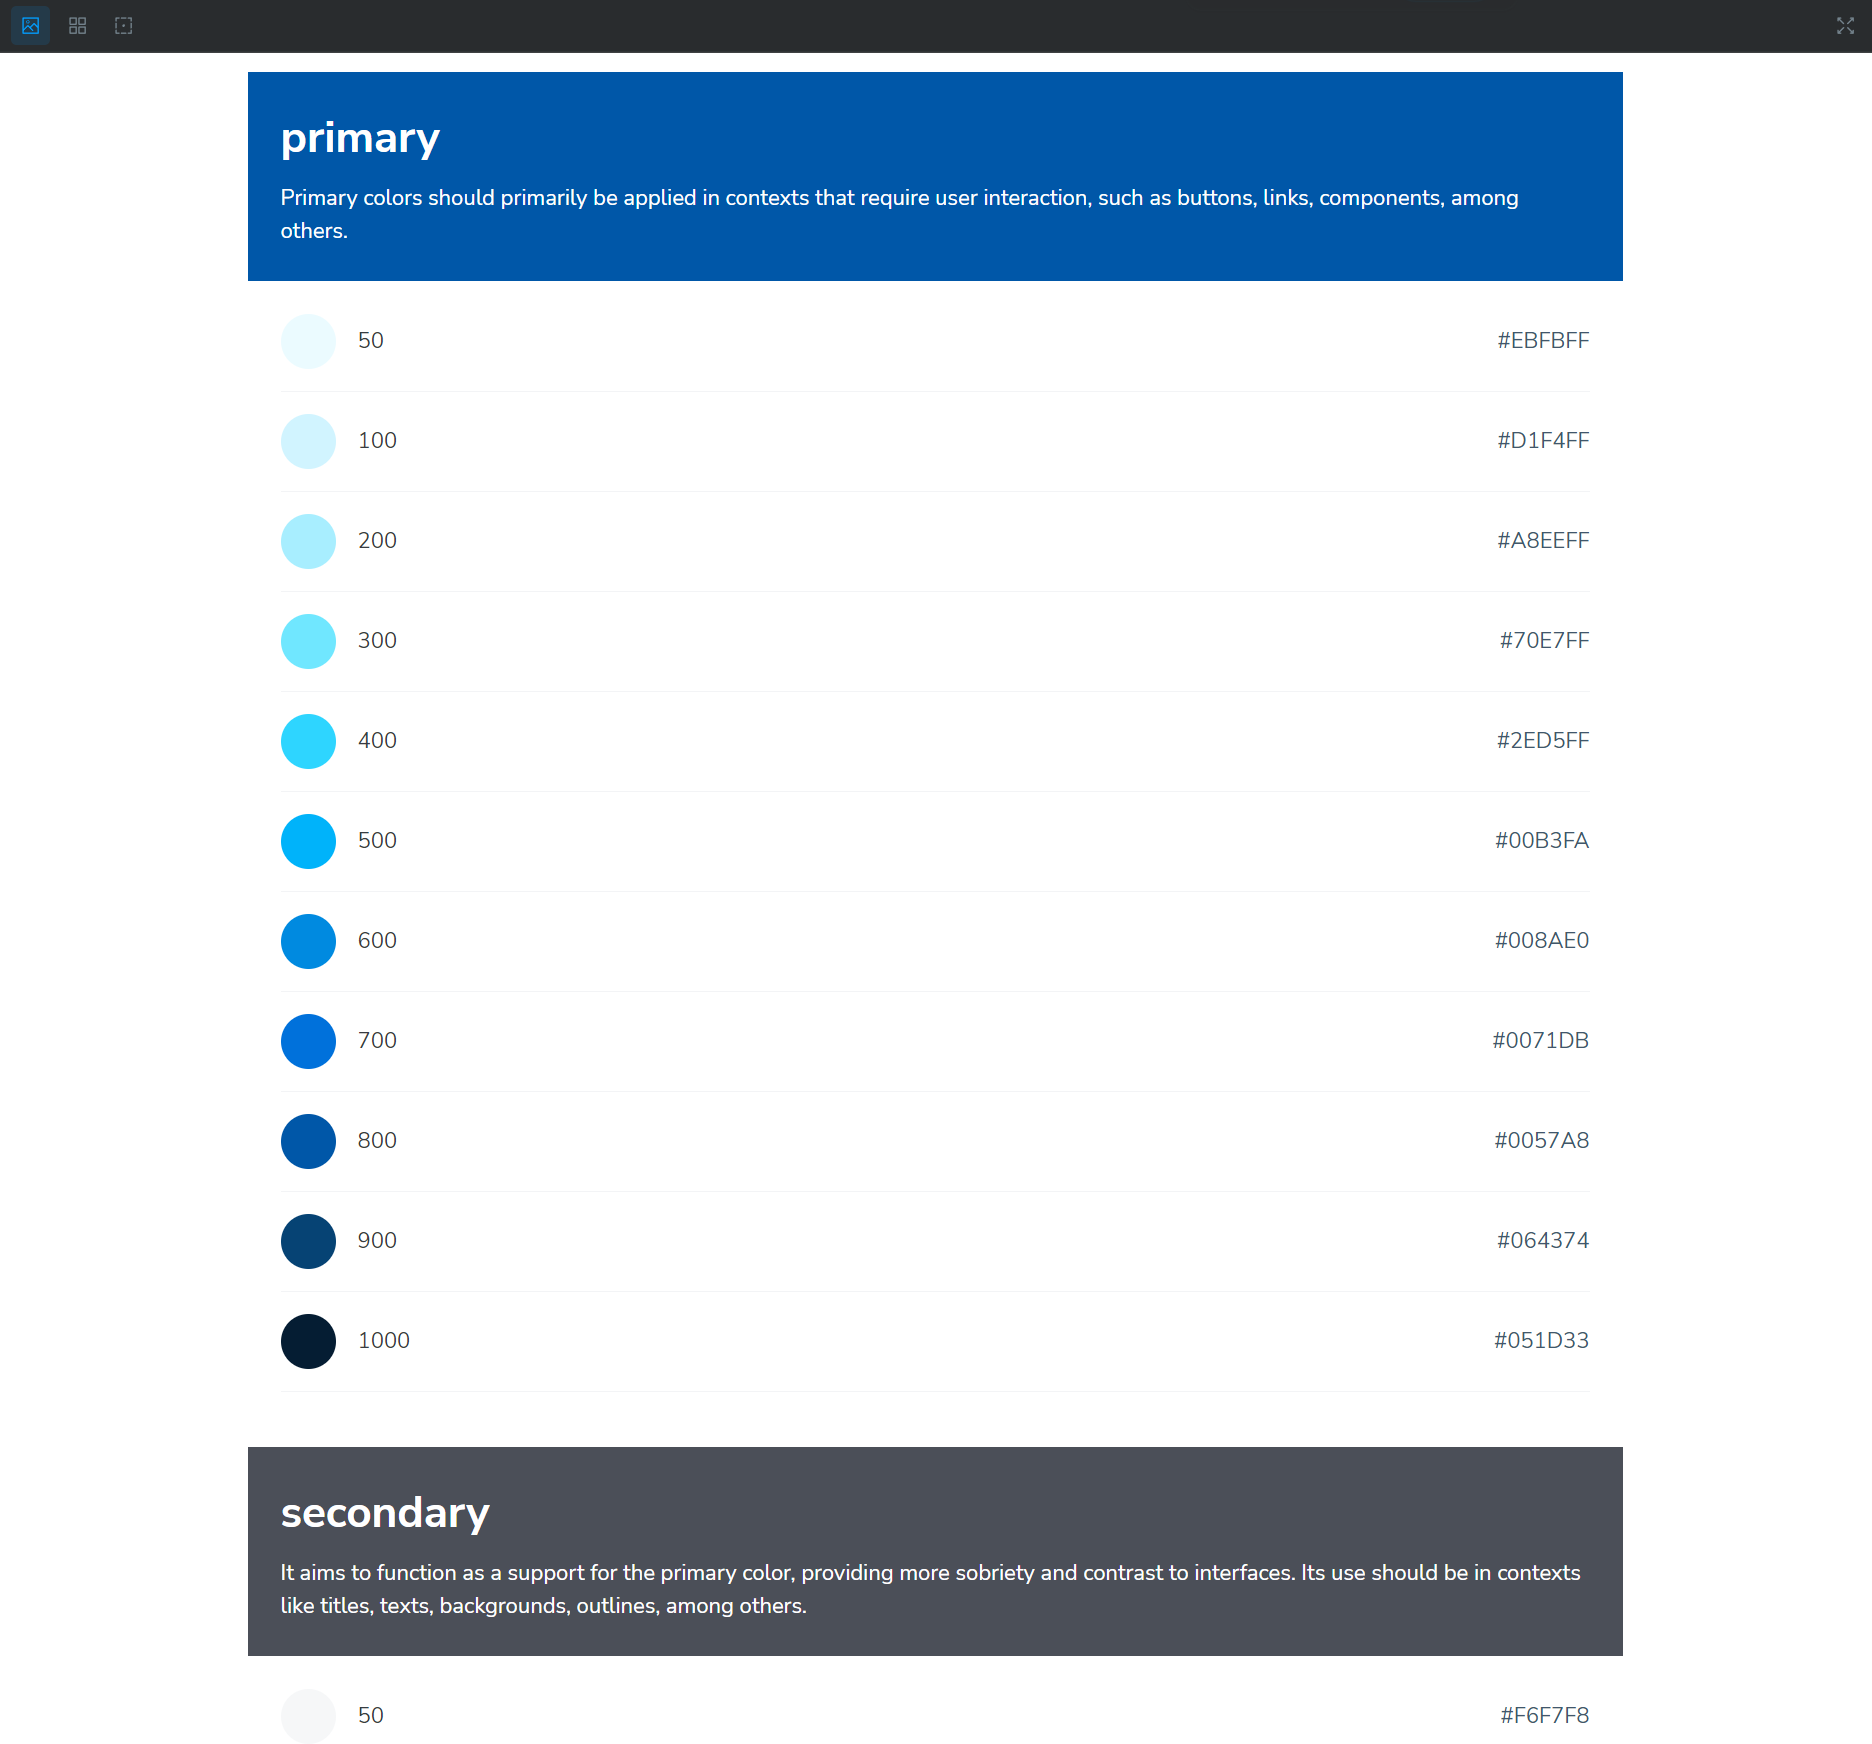 primary
Primary colors should primarily be applied in contexts that require user interaction, such as buttons, links, components, among
others.
50 #EBFBFF
100 #D1F4FF
200 #A8EEFF
300 #70E7FF
400 #2ED5FF
500 #00B3FA
600 #008AE0
700 #0071DB
800 #0057A8
900 #064374
1000 #051D33
secondary
It aims to function as a support for the primary color, providing more sobriety and contrast to interfaces. Its use should be in contexts
like titles, texts, backgrounds, outlines, among others.
50 #F6F7F8